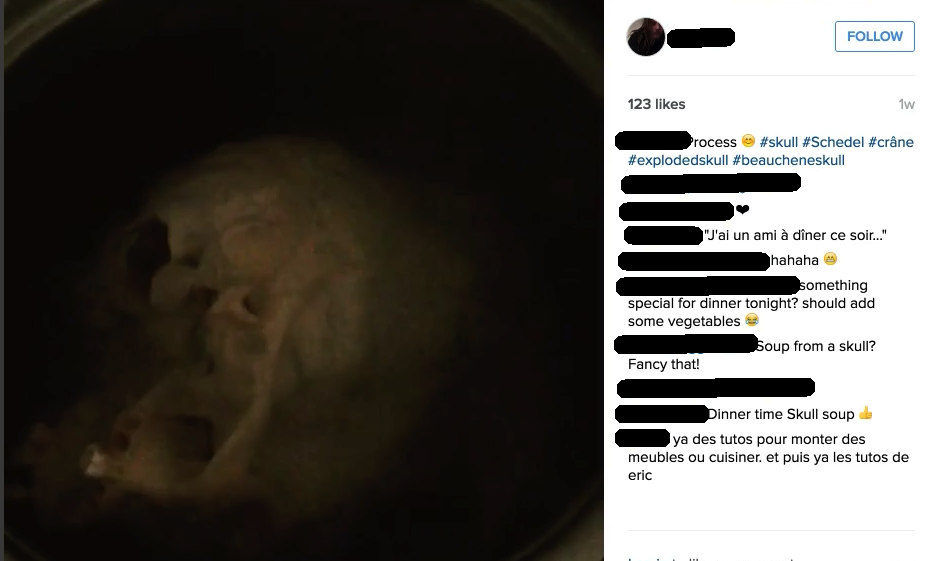 FOLLOW
123 likes
1w
Process 😊 #skull #Schedel #crâne
#explodedskull #beaucheneskull
❤
"J'ai un ami à dîner ce soir..."
hahaha 😁
something
special for dinner tonight? should add
some vegetables 😂
Soup from a skull?
Fancy that!
Dinner time Skull soup 👍
ya des tutos pour monter des
meubles ou cuisiner. et puis ya les tutos de
eric